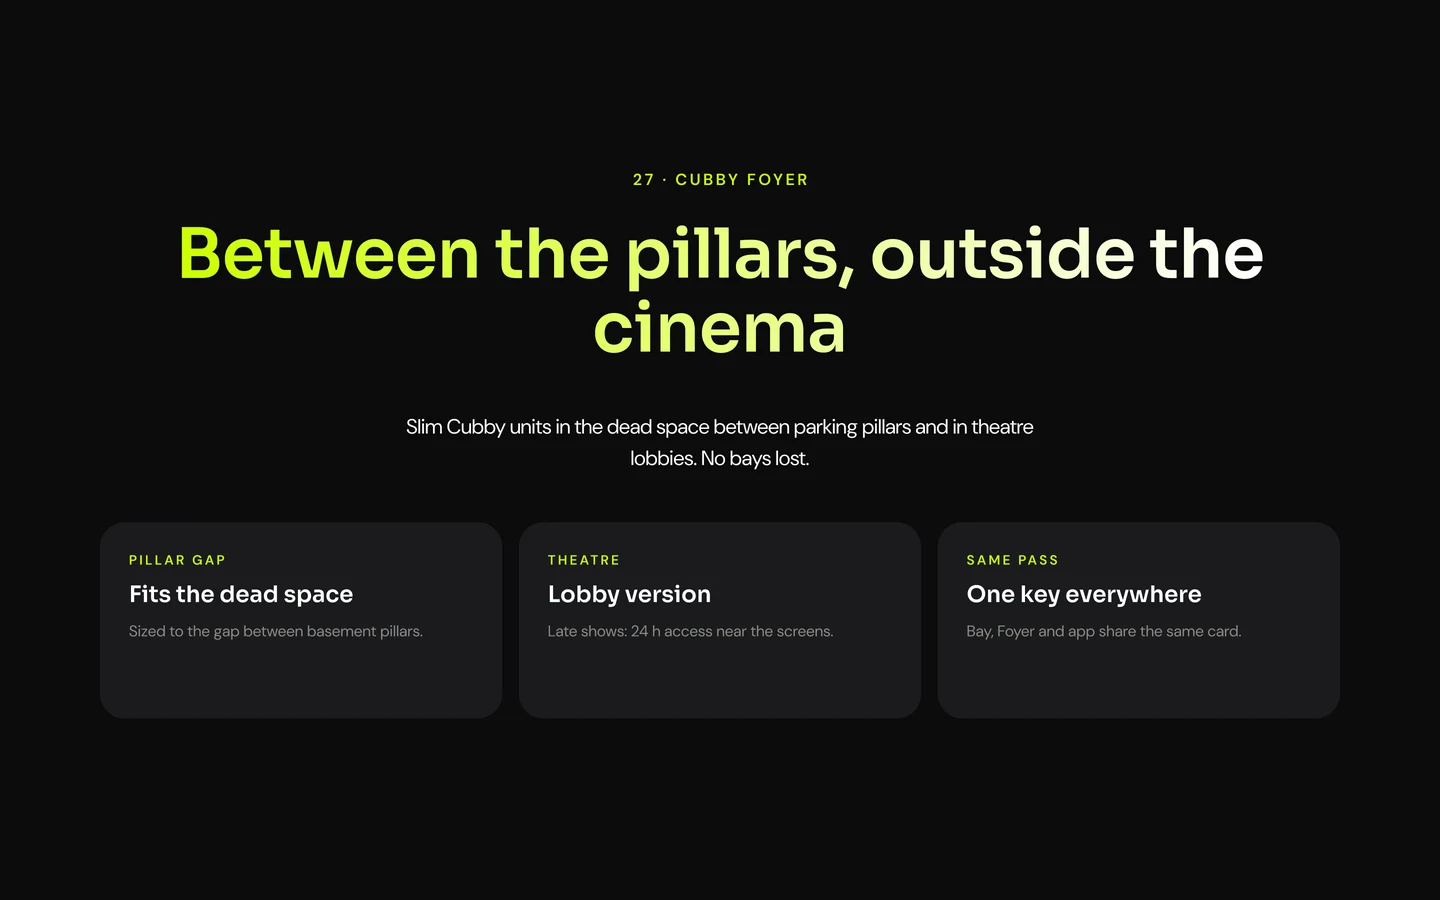 27 · CUBBY FOYER
Between the pillars, outside the
cinema
Slim Cubby units in the dead space between parking pillars and in theatre
lobbies. No bays lost.
PILLAR GAP
Fits the dead space
Sized to the gap between basement pillars.
THEATRE
Lobby version
Late shows: 24 h access near the screens.
SAME PASS
One key everywhere
Bay, Foyer and app share the same card.